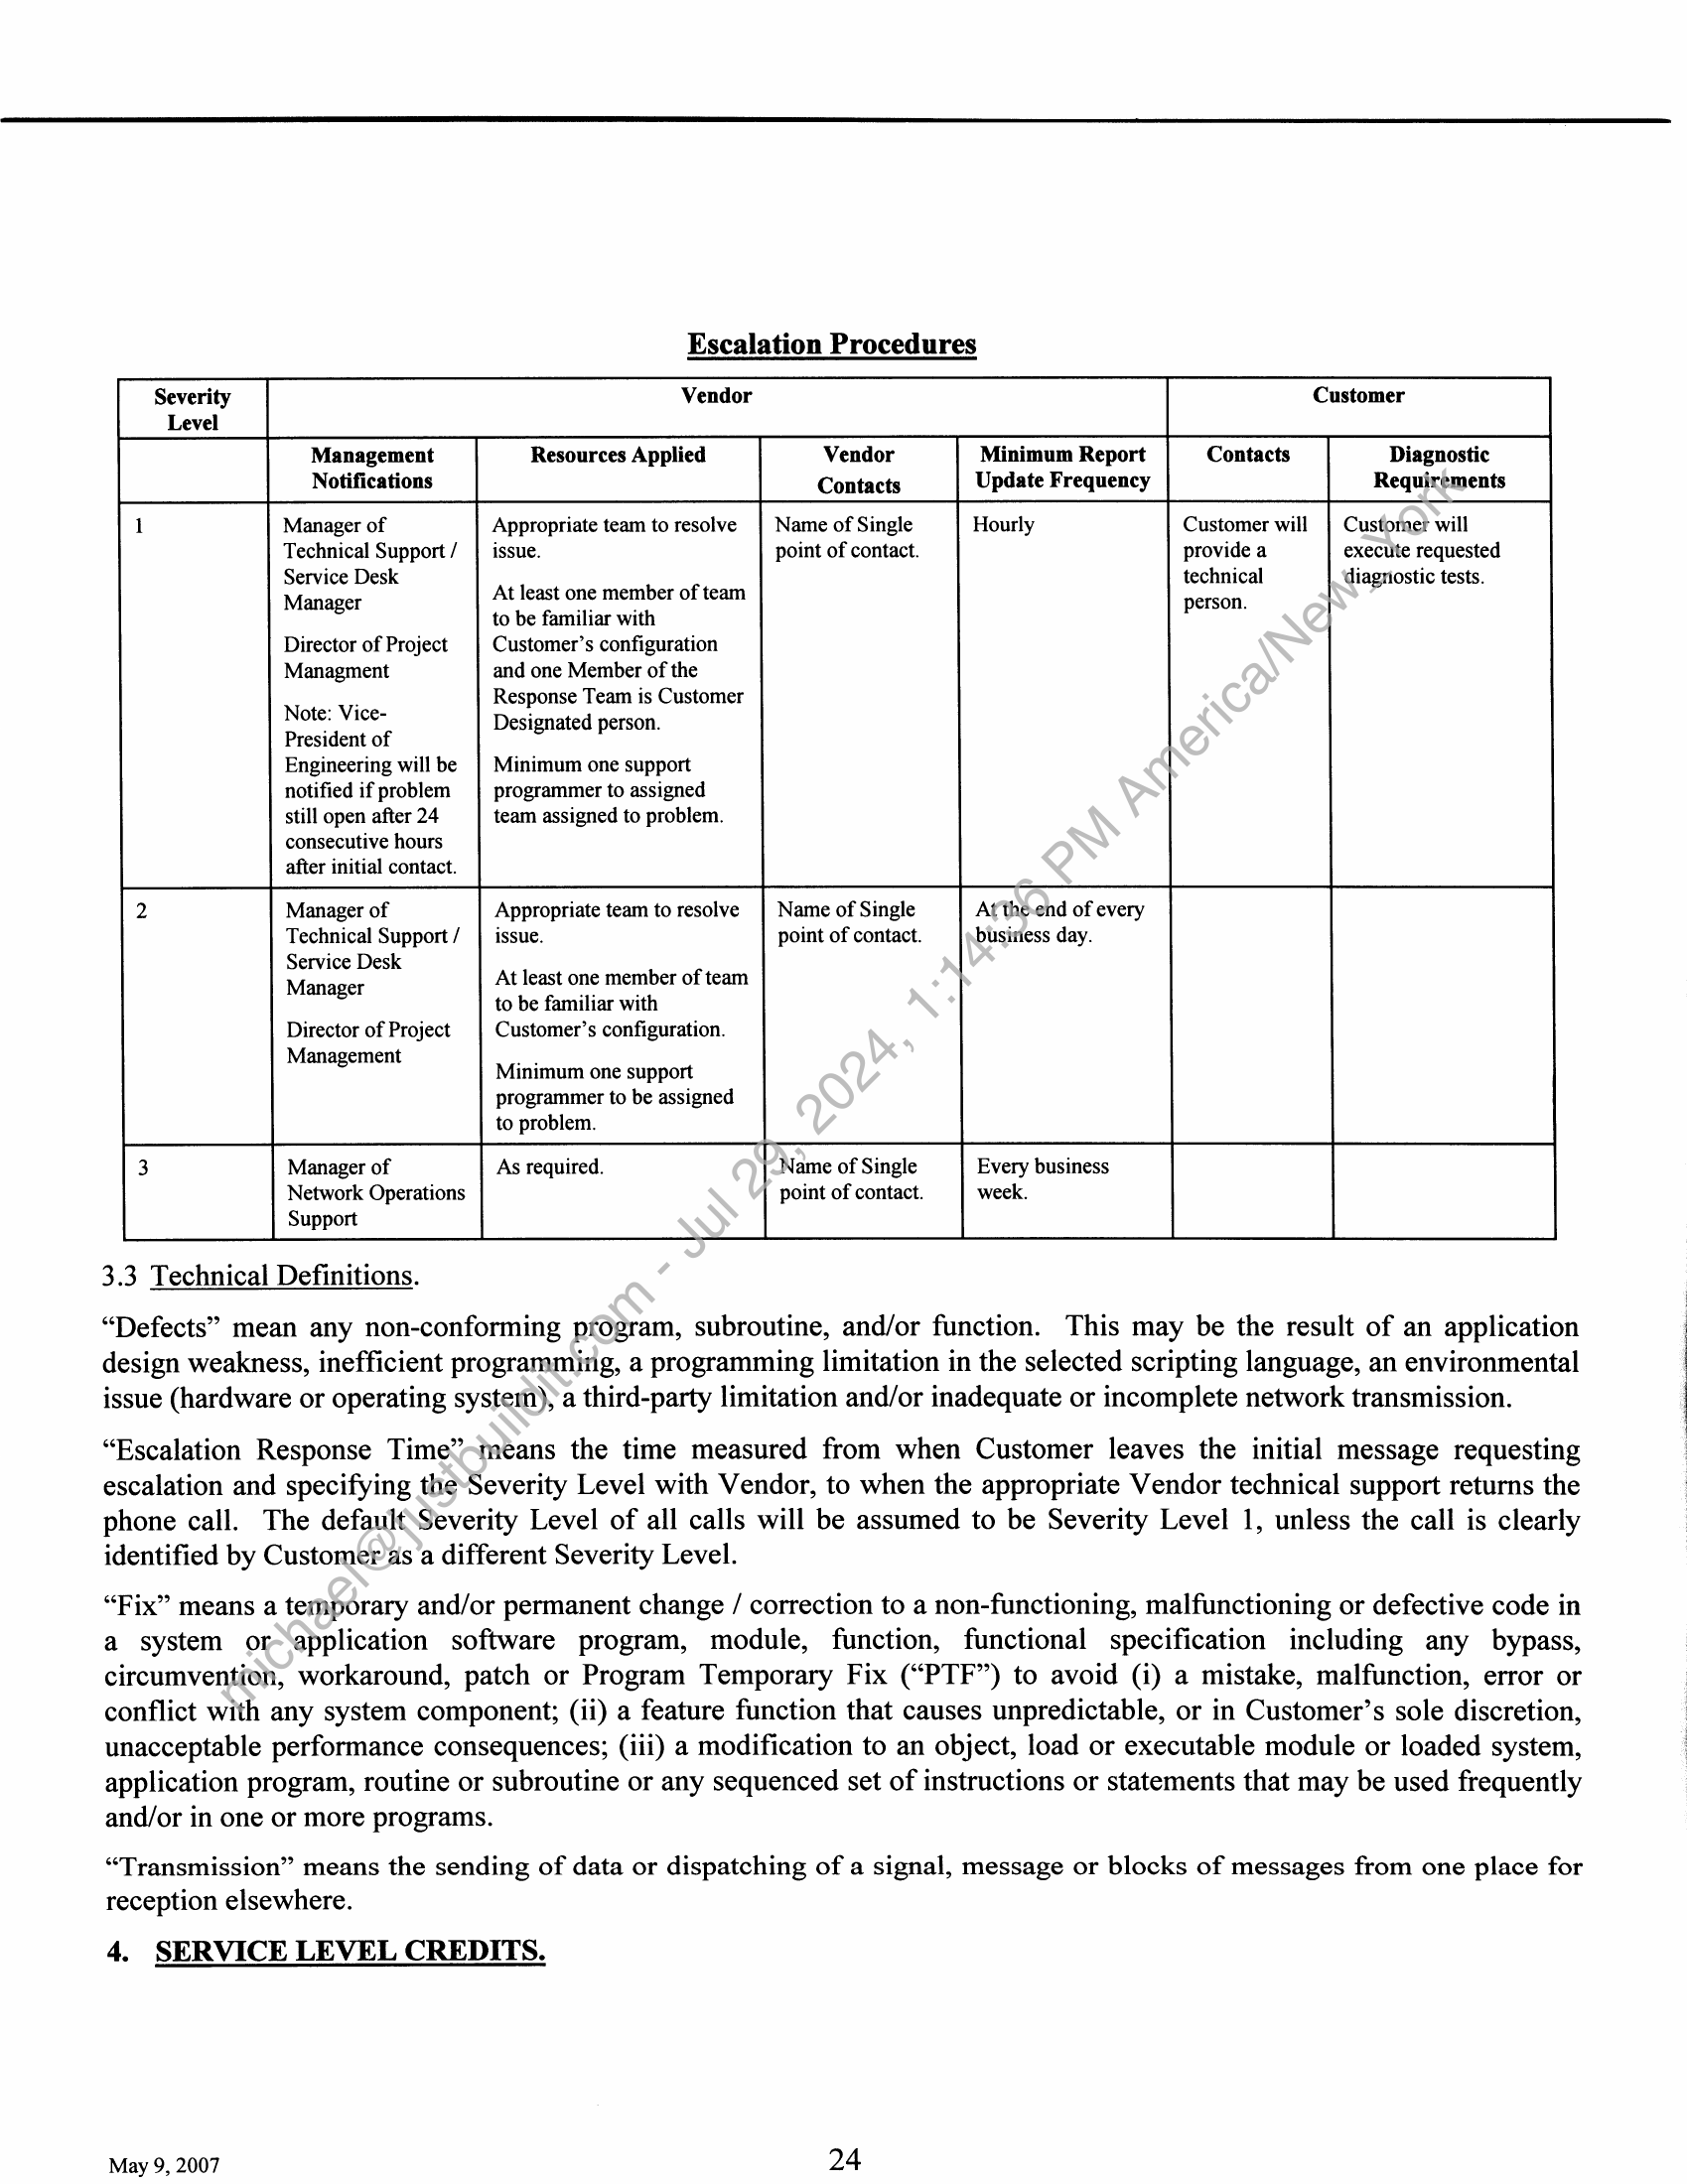 Escalation Procedures
Severity Level
Vendor
Customer
Management Notifications
Resources Applied
Vendor Contacts
Minimum Report Update Frequency
Contacts
Diagnostic Requirements
1
Manager of
Technical Support /
Service Desk
Manager
Director of Project
Managment
Note: Vice-
President of
Engineering will be
notified if problem
still open after 24
consecutive hours
after initial contact.
Appropriate team to resolve
issue.
At least one member of team
to be familiar with
Customer’s configuration
and one Member of the
Response Team is Customer
Designated person.
Minimum one support
programmer to assigned
team assigned to problem.
Name of Single
point of contact.
Hourly
Customer will
provide a
technical
person.
Customer will
execute requested
diagnostic tests.
2
Manager of
Technical Support /
Service Desk
Manager
Director of Project
Management
Appropriate team to resolve
issue.
At least one member of team
to be familiar with
Customer’s configuration.
Minimum one support
programmer to be assigned
to problem.
Name of Single
point of contact.
At the end of every
business day.
3
Manager of
Network Operations
Support
As required.
Name of Single
point of contact.
Every business
week.
3.3 Technical Definitions.
“Defects” mean any non-conforming program, subroutine, and/or function. This may be the result of an application
design weakness, inefficient programming, a programming limitation in the selected scripting language, an environmental
issue (hardware or operating system), a third-party limitation and/or inadequate or incomplete network transmission.
“Escalation Response Time” means the time measured from when Customer leaves the initial message requesting
escalation and specifying the Severity Level with Vendor, to when the appropriate Vendor technical support returns the
phone call. The default Severity Level of all calls will be assumed to be Severity Level 1, unless the call is clearly
identified by Customer as a different Severity Level.
“Fix” means a temporary and/or permanent change / correction to a non-functioning, malfunctioning or defective code in
a system or application software program, module, function, functional specification including any bypass,
circumvention, workaround, patch or Program Temporary Fix (“PTF”) to avoid (i) a mistake, malfunction, error or
conflict with any system component; (ii) a feature function that causes unpredictable, or in Customer’s sole discretion,
unacceptable performance consequences; (iii) a modification to an object, load or executable module or loaded system,
application program, routine or subroutine or any sequenced set of instructions or statements that may be used frequently
and/or in one or more programs.
“Transmission” means the sending of data or dispatching of a signal, message or blocks of messages from one place for
reception elsewhere.
4. SERVICE LEVEL CREDITS.
May 9, 2007
24
michael@justbuildit.com - Jul 29, 2024, 1:14:36 PM America/New_York